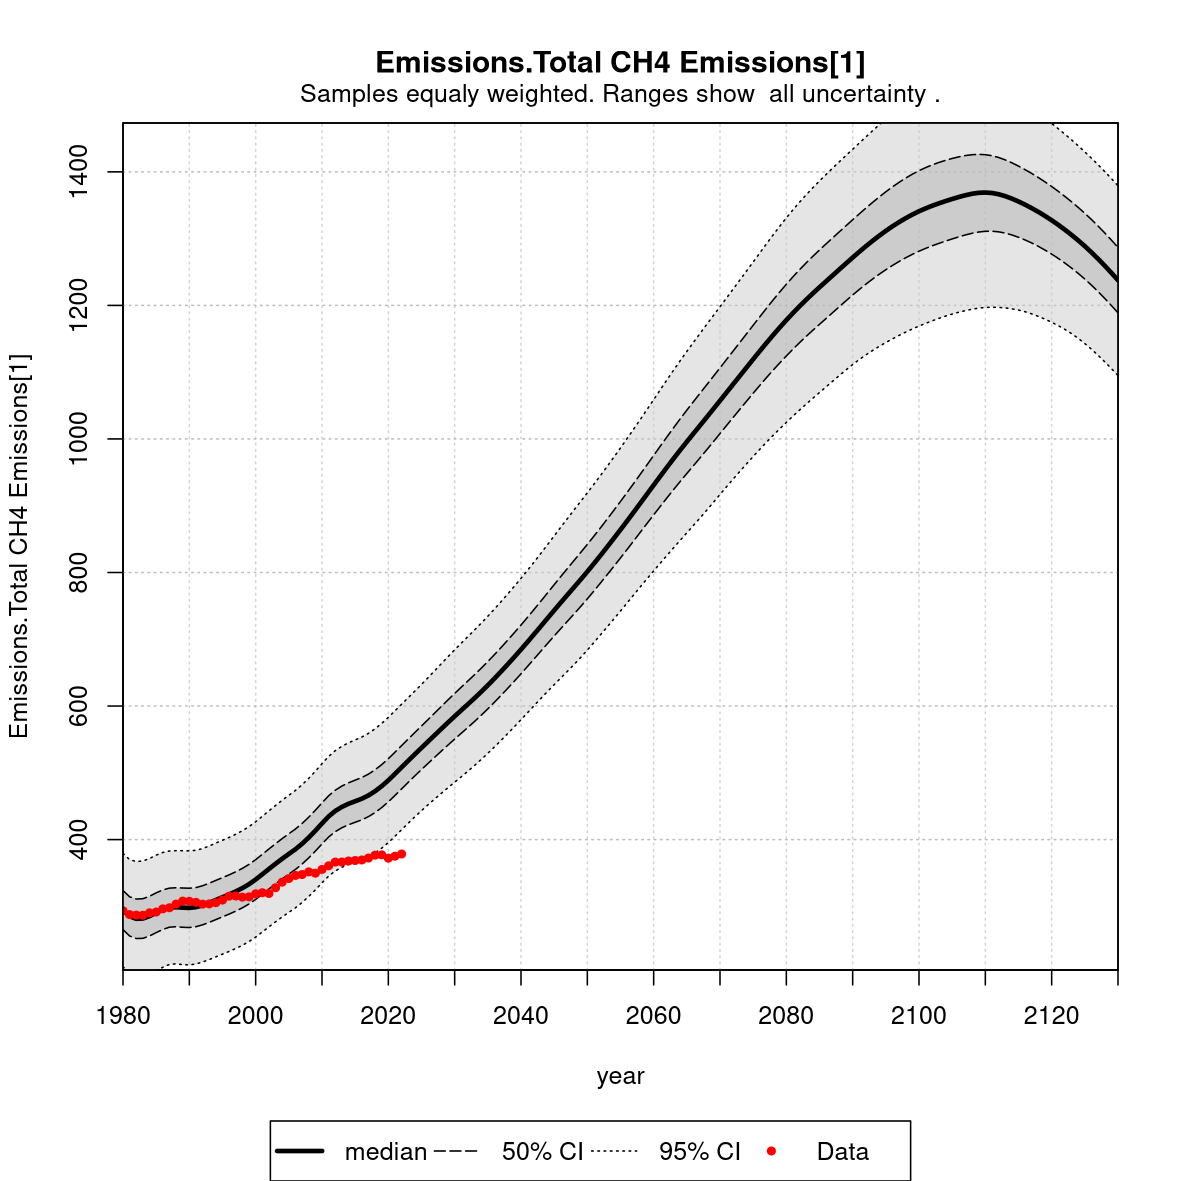 Emissions.Total CH4 Emissions[1]
Samples equaly weighted. Ranges show  all uncertainty .
Emissions.Total CH4 Emissions[1]
1400
1200
1000
800
600
400
1980 2000 2020 2040 2060 2080 2100 2120
year
median 50% CI 95% CI Data